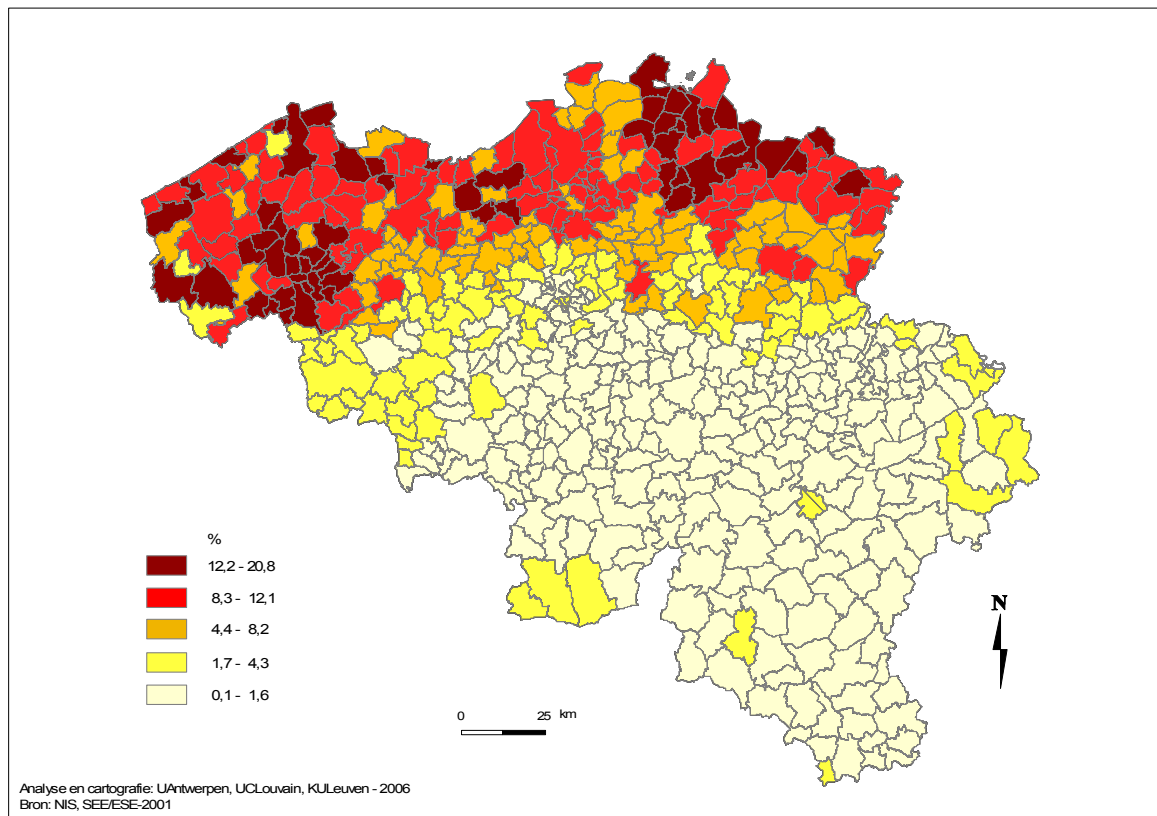 %
12,2 - 20,8
8,3 - 12,1
4,4 - 8,2
1,7 - 4,3
0,1 - 1,6
N
0 25 km
Analyse en cartografie: UAntwerpen, UCLouvain, KULeuven - 2006
Bron: NIS, SEE/ESE-2001